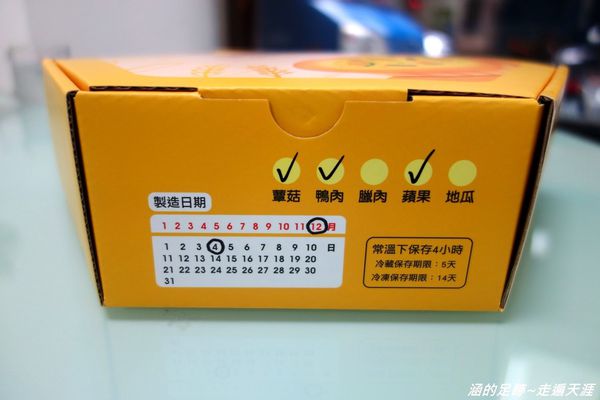 蕈菇 鴨肉 臘肉 蘋果 地瓜
製造日期
1 2 3 4 5 6 7 8 9 10 11 12 月
1 2 3 4 5 6 7 8 9 10 日
11 12 13 14 15 16 17 18 19 20
21 22 23 24 25 26 27 28 29 30
31
常溫下保存4小時
冷藏保存期限：5天
冷凍保存期限：14天
涵的足跡~走遍天涯